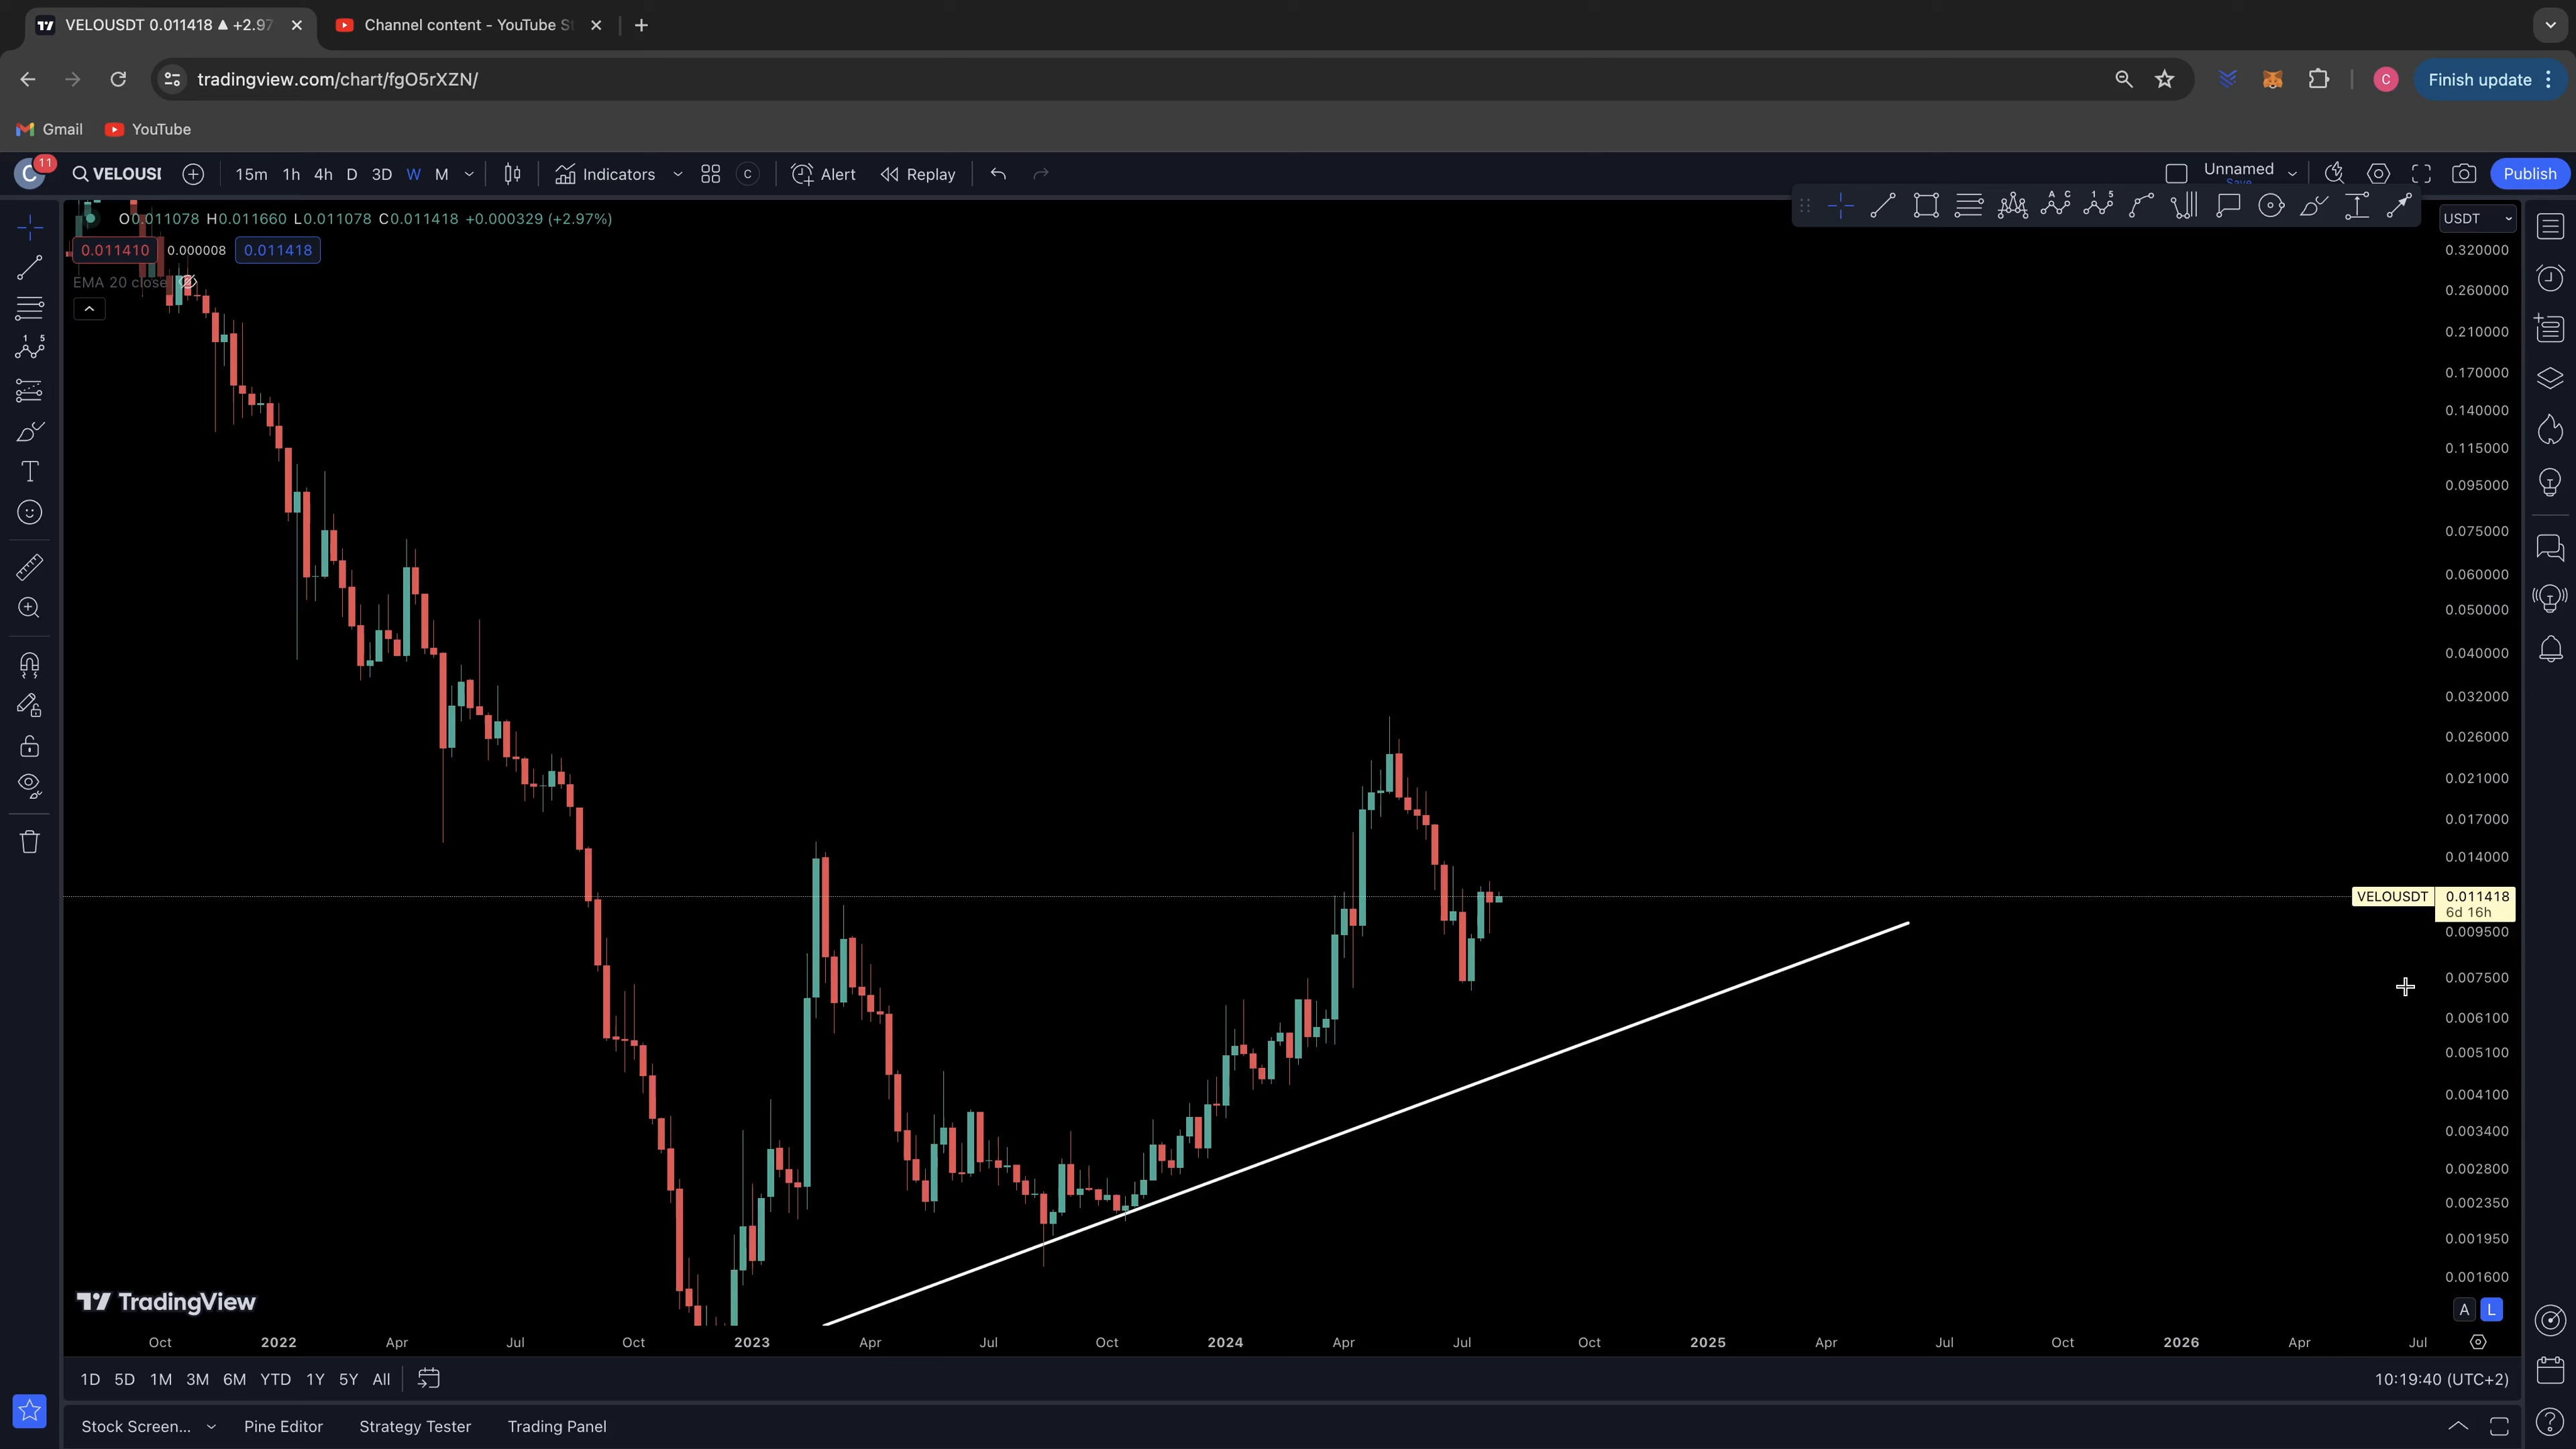 VELOUSDT 0.011418 ▲ +2.97
Channel content - YouTube St
tradingview.com/chart/fgO5rXZN/
Finish update
Gmail
YouTube
C 11
VELOUSI
15m 1h 4h D 3D W M
Indicators
C
Alert
Replay
Unnamed
Save
Publish
O0.011078 H0.011660 L0.011078 C0.011418 +0.000329 (+2.97%)
0.011410 0.000008 0.011418
EMA 20 close
USDT
0.320000
0.260000
0.210000
0.170000
0.140000
0.115000
0.095000
0.075000
0.060000
0.050000
0.040000
0.032000
0.026000
0.021000
0.017000
0.014000
VELOUSDT 0.011418
6d 16h
0.009500
0.007500
0.006100
0.005100
0.004100
0.003400
0.002800
0.002350
0.001950
0.001600
TradingView
A L
Oct 2022 Apr Jul Oct 2023 Apr Jul Oct 2024 Apr Jul Oct 2025 Apr Jul Oct 2026 Apr Jul
1D 5D 1M 3M 6M YTD 1Y 5Y All
10:19:40 (UTC+2)
Stock Screen... Pine Editor Strategy Tester Trading Panel